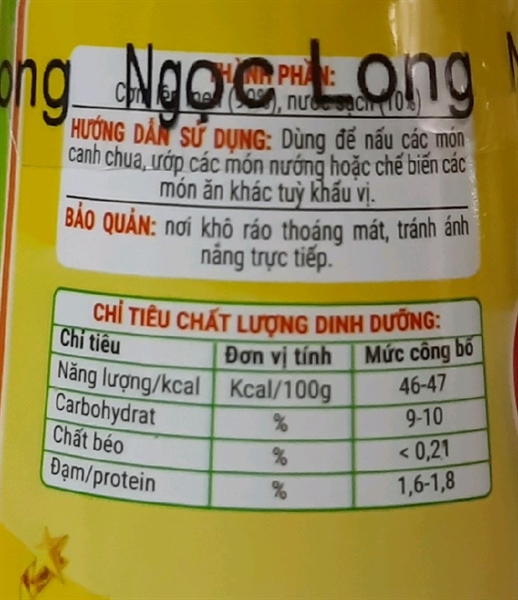 ong Ngọc Long
THÀNH PHẦN:
Cơm lên men (90%), nước sạch (10%)
HƯỚNG DẪN SỬ DỤNG: Dùng để nấu các món
canh chua, ướp các món nướng hoặc chế biến các
món ăn khác tuỳ khẩu vị.
BẢO QUẢN: nơi khô ráo thoáng mát, tránh ánh
nắng trực tiếp.
CHỈ TIÊU CHẤT LƯỢNG DINH DƯỠNG:
Chỉ tiêu Đơn vị tính Mức công bố
Năng lượng/kcal Kcal/100g 46-47
Carbohydrat % 9-10
Chất béo % < 0,21
Đạm/protein % 1,6-1,8